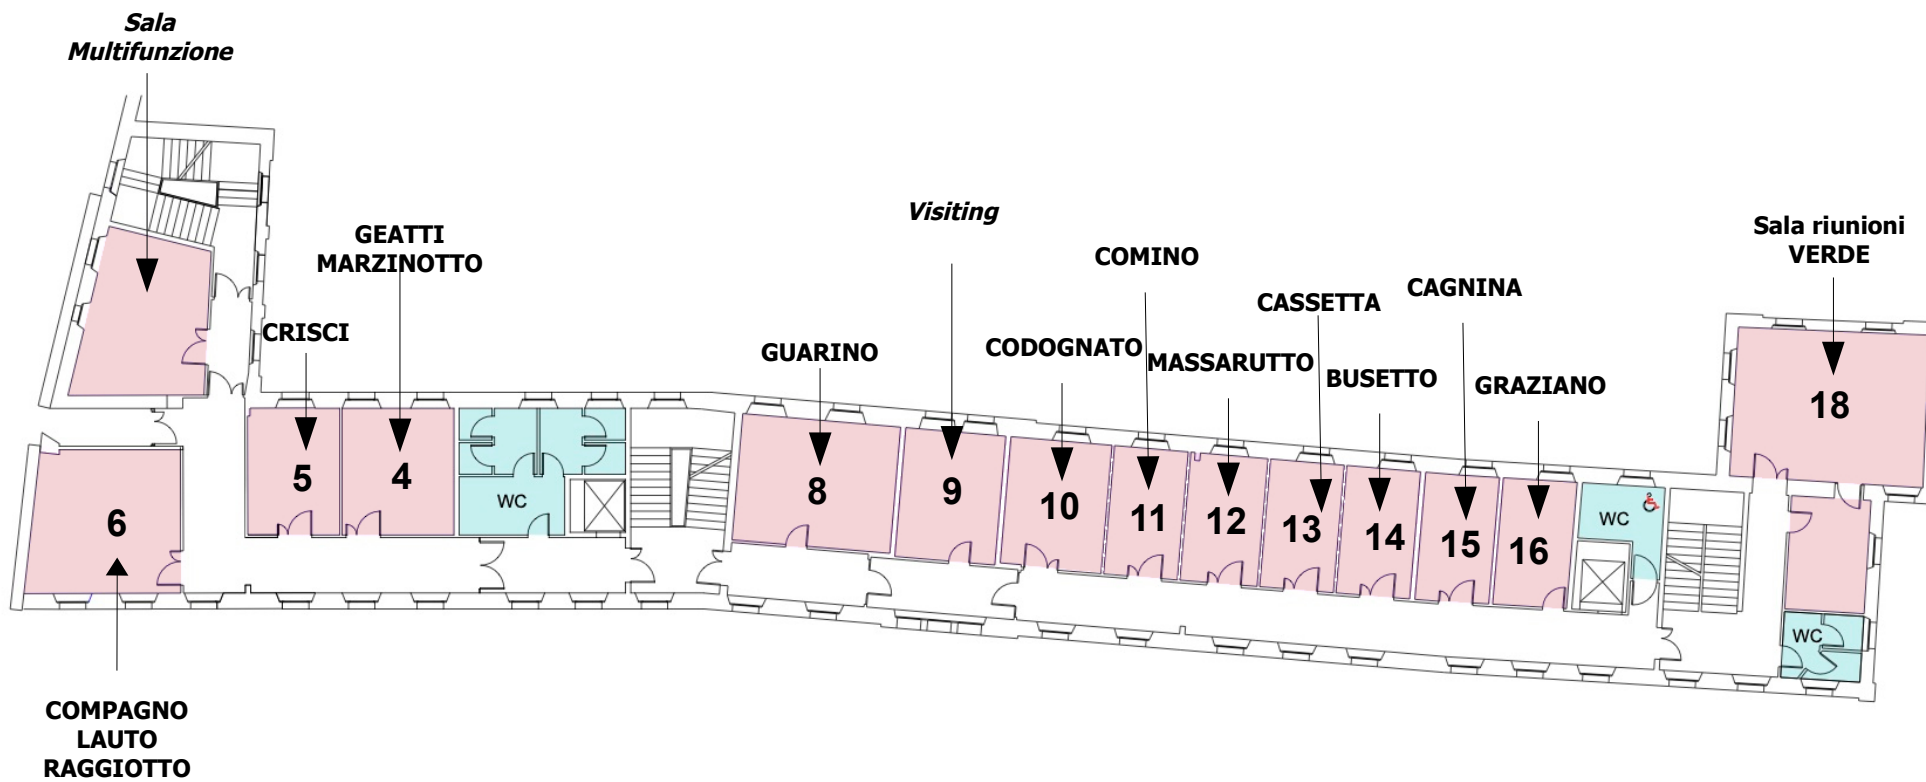 Sala
Multifunzione
Visiting
GEATTI
MARZINOTTO
Sala riunioni
VERDE
COMINO
CAGNINA
CASSETTA
CRISCI
GUARINO
CODOGNATO
MASSARUTTO
BUSETTO
GRAZIANO
18
5
4
8
9
10
11
12
13
14
15
16
6
WC
WC
WC
COMPAGNO
LAUTO
RAGGIOTTO